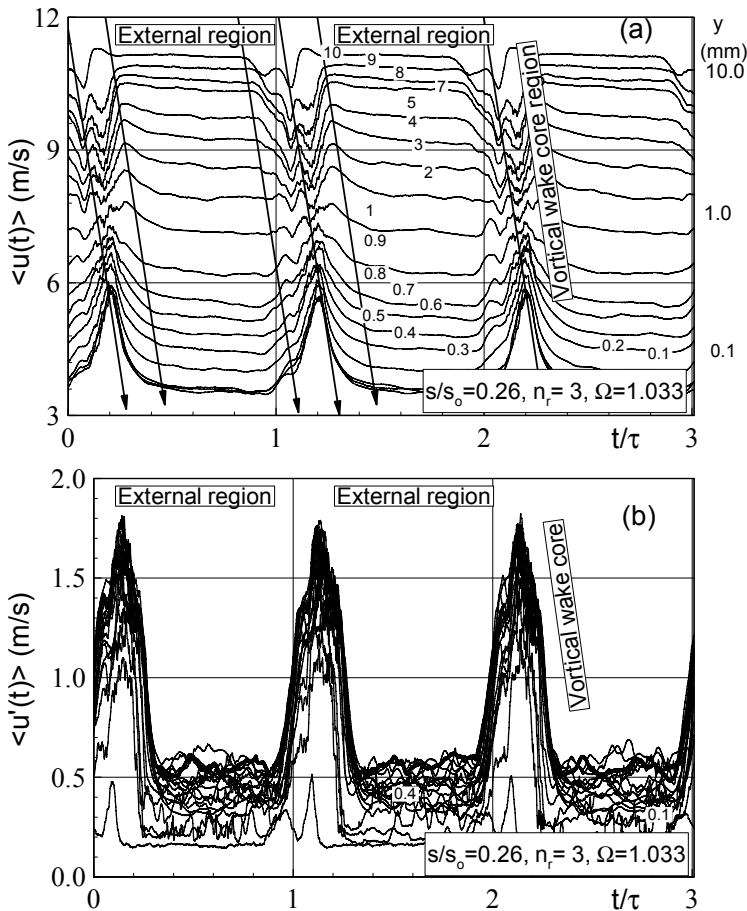 12
External region
External region
(a)
y
(mm)
10
9
8
7
10.0
5
4
3
2
9
<u(t)> (m/s)
Vortical wake core region
1
1.0
0.9
0.8
6
0.7
0.6
0.5
0.4
0.3
0.2
0.1
0.1
s/sₒ=0.26, nᵣ= 3, Ω=1.033
3
0
1
2
t/τ
3
2.0
External region
External region
(b)
1.5
Vortical wake core
<u'(t)> (m/s)
1.0
0.5
0.4
0.1
s/sₒ=0.26, nᵣ= 3, Ω=1.033
0.0
0
1
2
t/τ
3